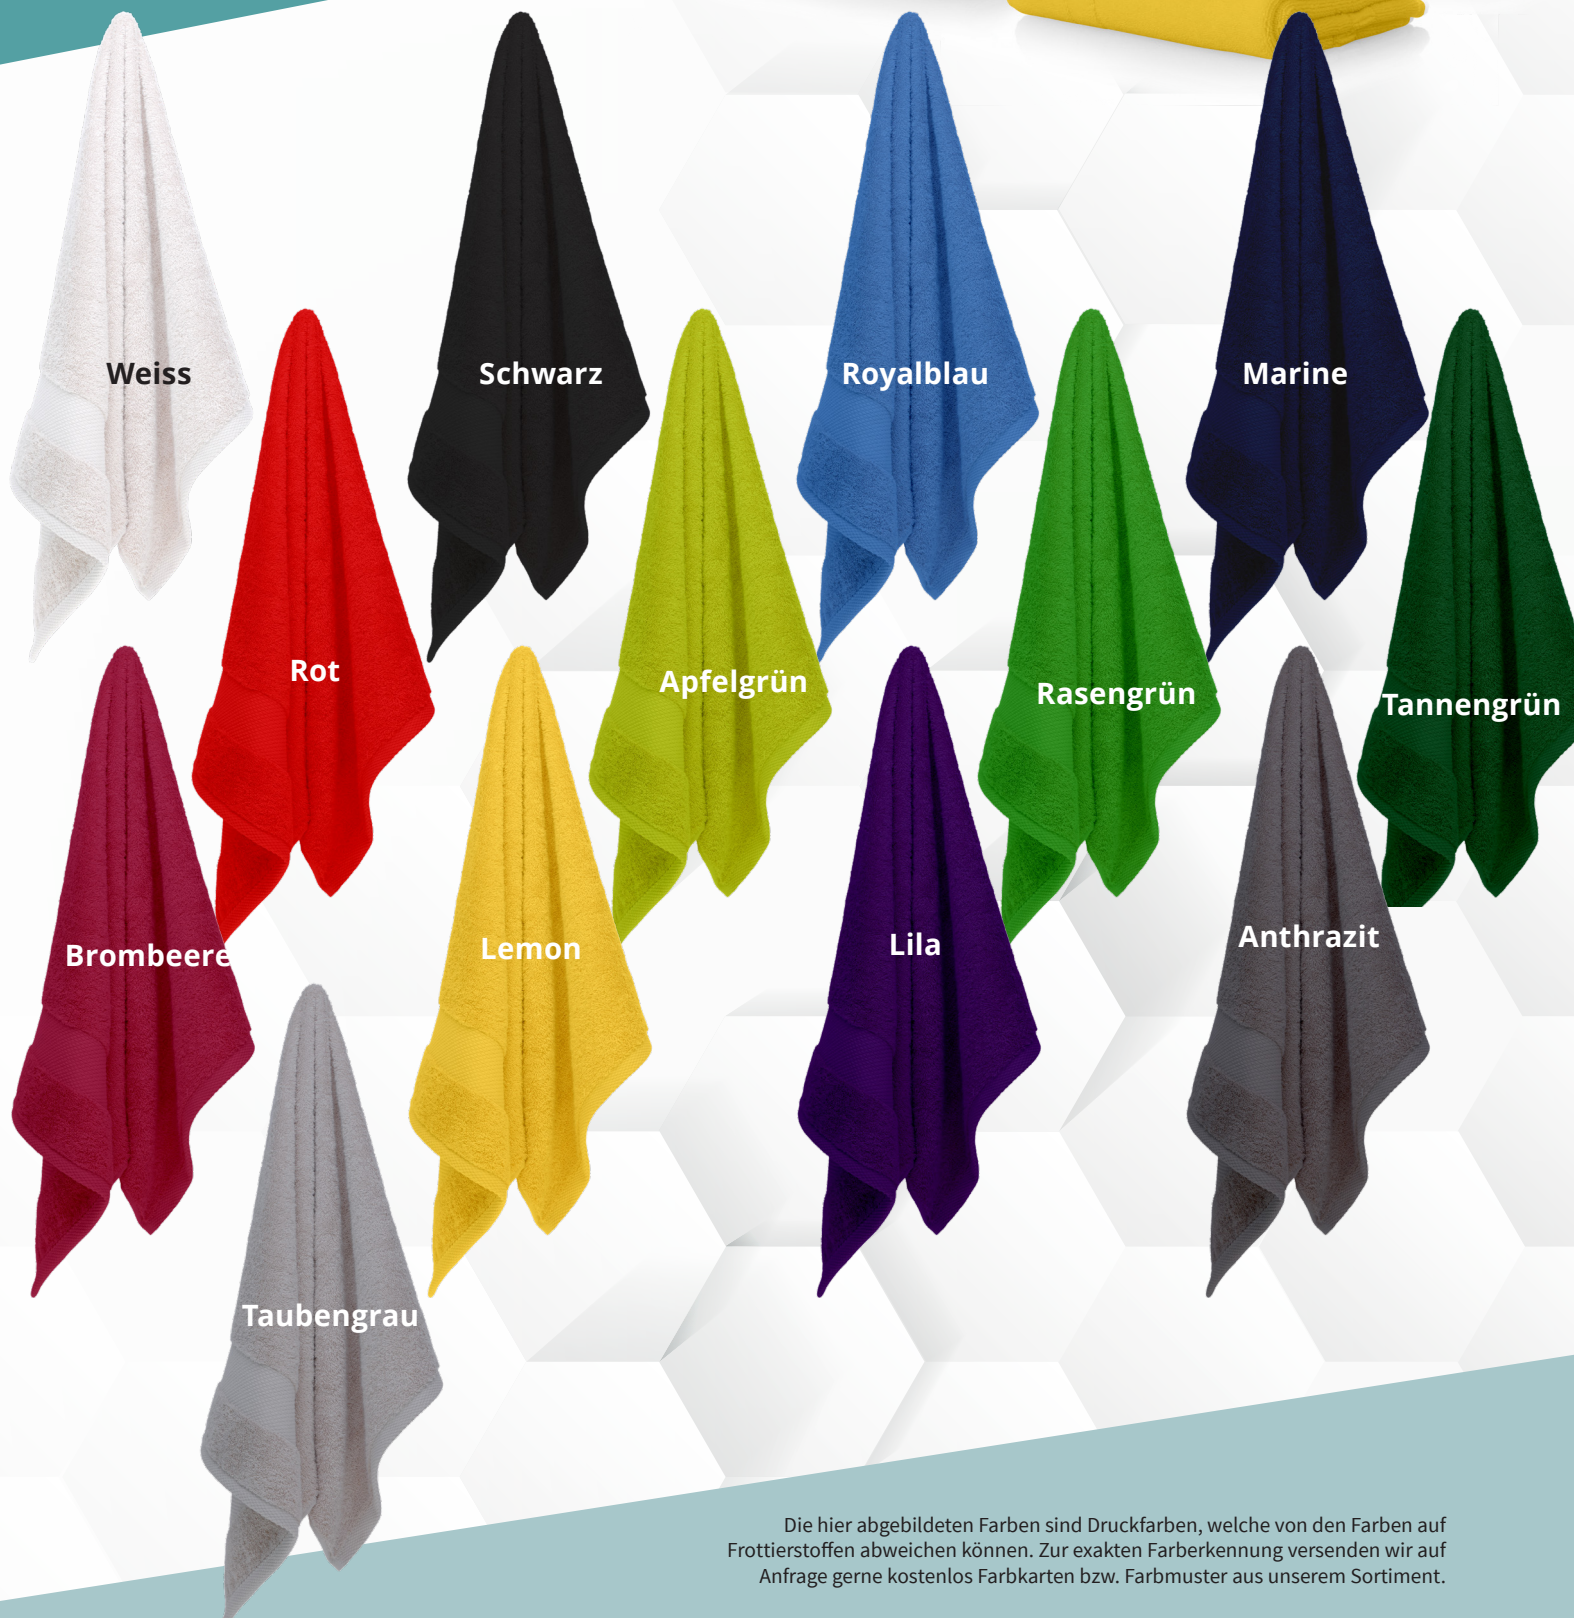 Weiss
Schwarz
Royalblau
Marine
Rot
Apfelgrün
Rasengrün
Tannengrün
Brombeere
Lemon
Lila
Anthrazit
Taubengrau
Die hier abgebildeten Farben sind Druckfarben, welche von den Farben auf
Frottierstoffen abweichen können. Zur exakten Farberkennung versenden wir auf
Anfrage gerne kostenlos Farbkarten bzw. Farbmuster aus unserem Sortiment.